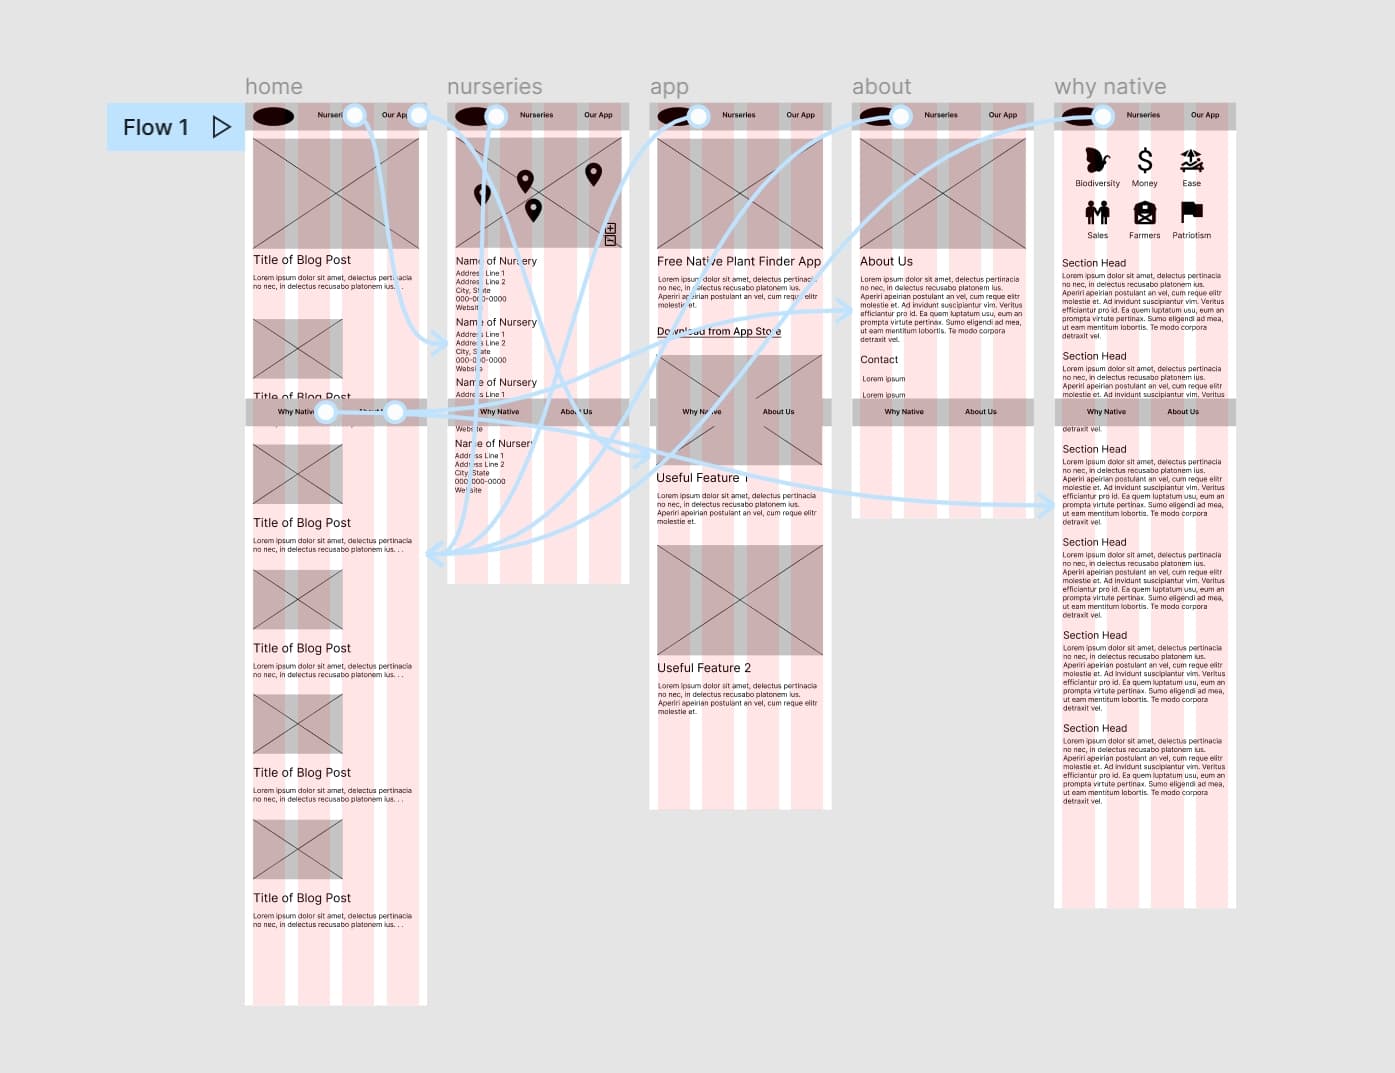 home
nurseries
app
about
why native
Flow 1
Our App
Title of Blog Post
Lorem ipsum dolor sit amet, delectus pertinacia
no nec, in delectus recusabo platonem ius. . .
Title of Blog Post
Why Native
About Us
Title of Blog Post
Lorem ipsum dolor sit amet, delectus pertinacia
no nec, in delectus recusabo platonem ius. . .
Title of Blog Post
Lorem ipsum dolor sit amet, delectus pertinacia
no nec, in delectus recusabo platonem ius. . .
Title of Blog Post
Lorem ipsum dolor sit amet, delectus pertinacia
no nec, in delectus recusabo platonem ius. . .
Title of Blog Post
Lorem ipsum dolor sit amet, delectus pertinacia
no nec, in delectus recusabo platonem ius. . .
Nurseries
Our App
Name of Nursery
Address Line 1
Address Line 2
City, State
000-000-0000
Website
Name of Nursery
Address Line 1
Address Line 2
City, State
000-000-0000
Website
Name of Nursery
Address Line 1
Why Native
About Us
Website
Name of Nursery
Address Line 1
Address Line 2
City, State
000-000-0000
Website
Nurseries
Our App
Free Native Plant Finder App
Lorem ipsum dolor sit amet, delectus pertinacia
no nec, in delectus recusabo platonem ius.
Aperiri apeirian postulant an vel, cum reque elitr
molestie et.
Download from App Store
Why Native
About Us
Useful Feature 1
Lorem ipsum dolor sit amet, delectus pertinacia
no nec, in delectus recusabo platonem ius.
Aperiri apeirian postulant an vel, cum reque elitr
molestie et.
Useful Feature 2
Lorem ipsum dolor sit amet, delectus pertinacia
no nec, in delectus recusabo platonem ius.
Aperiri apeirian postulant an vel, cum reque elitr
molestie et.
Nurseries
Our App
About Us
Lorem ipsum dolor sit amet, delectus pertinacia
no nec, in delectus recusabo platonem ius.
Aperiri apeirian postulant an vel, cum reque elitr
molestie et. Ad invidunt suscipiantur vim. Veritus
efficiantur pro id. Ea quem luptatum usu, eum an
prompta virtute pertinax. Sumo eligendi ad mea,
ut eam mentitum lobortis. Te modo corpora
detraxit vel.
Contact
Lorem ipsum
Lorem ipsum
Why Native
About Us
Nurseries
Our App
Biodiversity
Money
Ease
Sales
Farmers
Patriotism
Section Head
Lorem ipsum dolor sit amet, delectus pertinacia
no nec, in delectus recusabo platonem ius.
Aperiri apeirian postulant an vel, cum reque elitr
molestie et. Ad invidunt suscipiantur vim. Veritus
efficiantur pro id. Ea quem luptatum usu, eum an
prompta virtute pertinax. Sumo eligendi ad mea,
ut eam mentitum lobortis. Te modo corpora
detraxit vel.
Section Head
Lorem ipsum dolor sit amet, delectus pertinacia
no nec, in delectus recusabo platonem ius.
Aperiri apeirian postulant an vel, cum reque elitr
molestie et. Ad invidunt suscipiantur vim. Veritus
Why Native
About Us
detraxit vel.
Section Head
Lorem ipsum dolor sit amet, delectus pertinacia
no nec, in delectus recusabo platonem ius.
Aperiri apeirian postulant an vel, cum reque elitr
molestie et. Ad invidunt suscipiantur vim. Veritus
efficiantur pro id. Ea quem luptatum usu, eum an
prompta virtute pertinax. Sumo eligendi ad mea,
ut eam mentitum lobortis. Te modo corpora
detraxit vel.
Section Head
Lorem ipsum dolor sit amet, delectus pertinacia
no nec, in delectus recusabo platonem ius.
Aperiri apeirian postulant an vel, cum reque elitr
molestie et. Ad invidunt suscipiantur vim. Veritus
efficiantur pro id. Ea quem luptatum usu, eum an
prompta virtute pertinax. Sumo eligendi ad mea,
ut eam mentitum lobortis. Te modo corpora
detraxit vel.
Section Head
Lorem ipsum dolor sit amet, delectus pertinacia
no nec, in delectus recusabo platonem ius.
Aperiri apeirian postulant an vel, cum reque elitr
molestie et. Ad invidunt suscipiantur vim. Veritus
efficiantur pro id. Ea quem luptatum usu, eum an
prompta virtute pertinax. Sumo eligendi ad mea,
ut eam mentitum lobortis. Te modo corpora
detraxit vel.
Section Head
Lorem ipsum dolor sit amet, delectus pertinacia
no nec, in delectus recusabo platonem ius.
Aperiri apeirian postulant an vel, cum reque elitr
molestie et. Ad invidunt suscipiantur vim. Veritus
efficiantur pro id. Ea quem luptatum usu, eum an
prompta virtute pertinax. Sumo eligendi ad mea,
ut eam mentitum lobortis. Te modo corpora
detraxit vel.